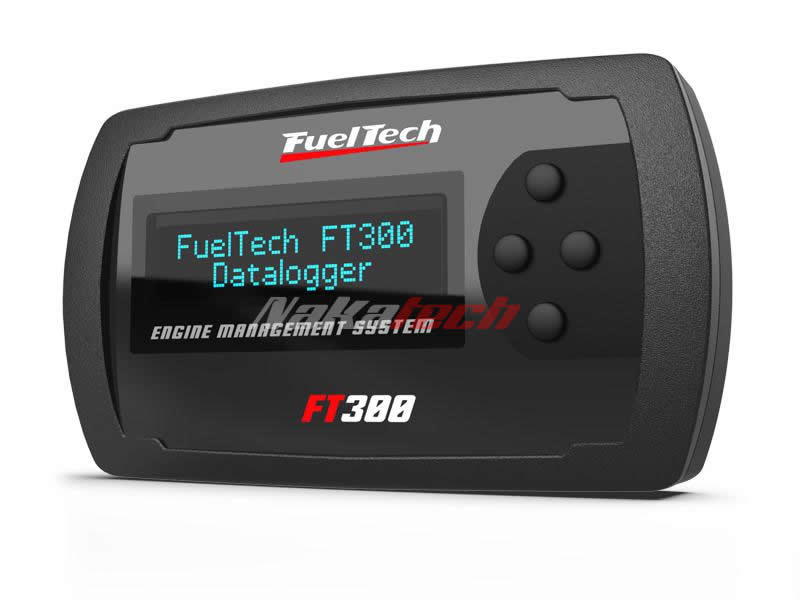 FuelTech
FuelTech FT300
Datalogger
Nakatech
ENGINE MANAGEMENT SYSTEM
FT300